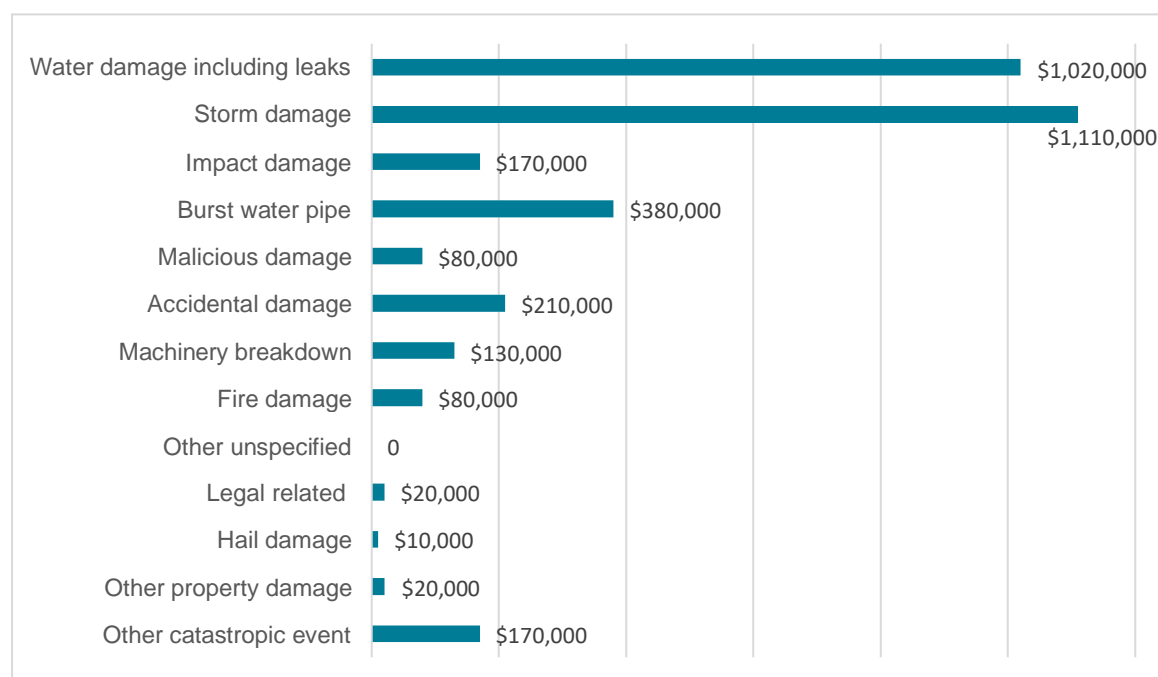 Water damage including leaks $1,020,000
Storm damage $1,110,000
Impact damage $170,000
Burst water pipe $380,000
Malicious damage $80,000
Accidental damage $210,000
Machinery breakdown $130,000
Fire damage $80,000
Other unspecified 0
Legal related $20,000
Hail damage $10,000
Other property damage $20,000
Other catastropic event $170,000